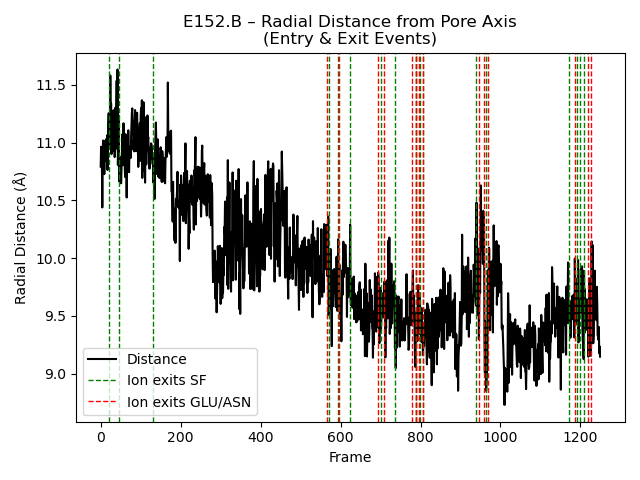 E152.B – Radial Distance from Pore Axis
(Entry & Exit Events)
Radial Distance (Å)
11.5
11.0
10.5
10.0
9.5
9.0
Distance
Ion exits SF
Ion exits GLU/ASN
0 200 400 600 800 1000 1200
Frame